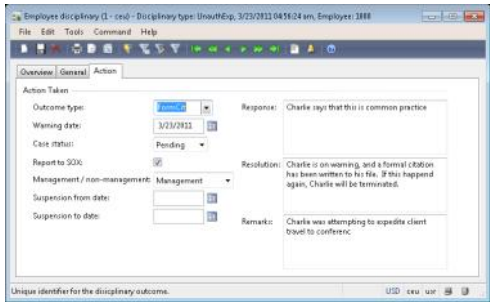 Employee disciplinary (1 - ceu) - Disciplinary type: UnauthExp, 3/23/2011 04:56:24 am, Employee: 1088
File Edit Tools Command Help
Overview General Action
Action Taken
Outcome type: FormCit
Warning date: 3/23/2011
Case status: Pending
Report to SOX:
Management / non-management: Management
Suspension from date:
Suspension to date:
Response: Charlie says that this is common practice
Resolution: Charlie is on warning, and a formal citation
has been written to his file. If this happend
again, Charlie will be terminated.
Remarks: Charlie was attempting to expedite client
travel to conferenc
Unique identifier for the disciplinary outcome.
USD ceu usr